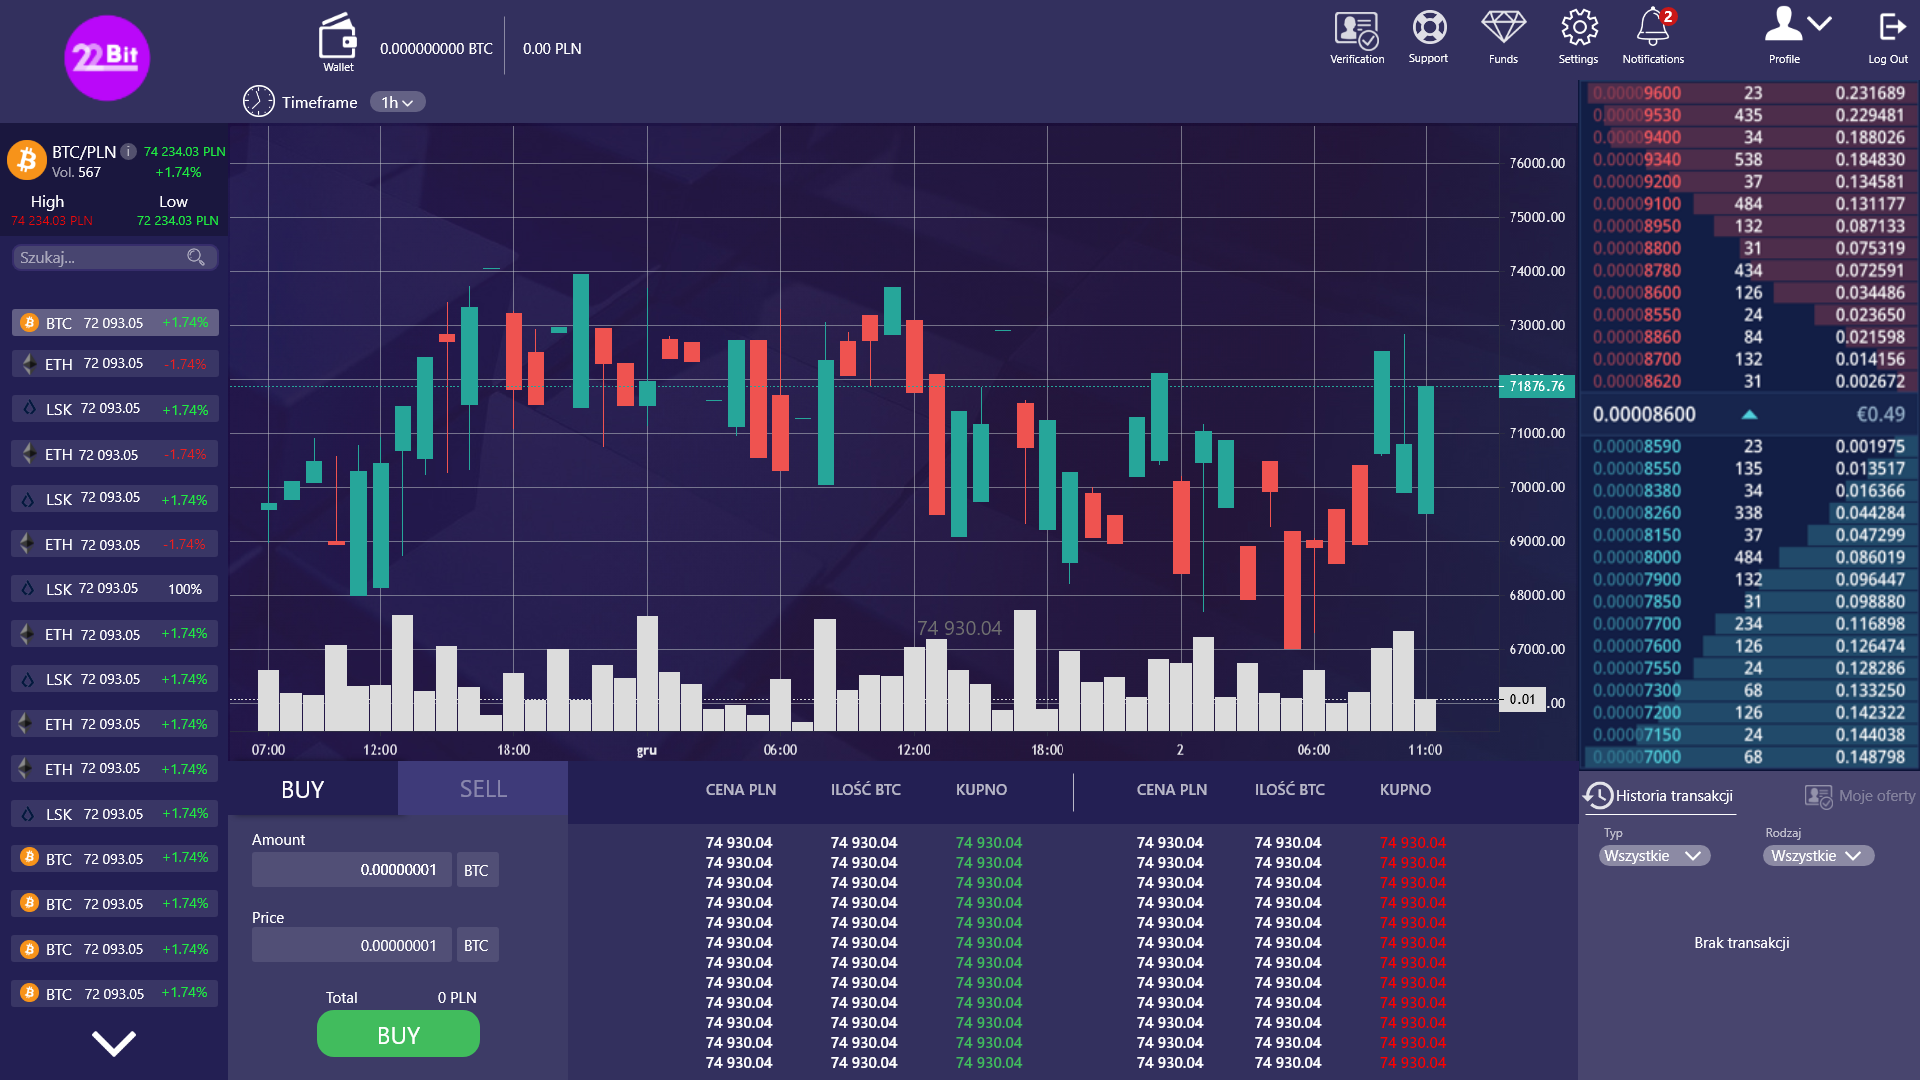 22Bit
Wallet
0.000000000 BTC
0.00 PLN
Verification
Support
Funds
Settings
2
Notifications
Profile
Log Out
Timeframe 1h
BTC/PLN i 74 234.03 PLN
Vol. 567 +1.74%
High Low
74 234.03 PLN 72 234.03 PLN
Szukaj...
BTC 72 093.05 +1.74%
ETH 72 093.05 -1.74%
LSK 72 093.05 +1.74%
ETH 72 093.05 -1.74%
LSK 72 093.05 +1.74%
ETH 72 093.05 -1.74%
LSK 72 093.05 100%
ETH 72 093.05 +1.74%
LSK 72 093.05 +1.74%
ETH 72 093.05 +1.74%
ETH 72 093.05 +1.74%
LSK 72 093.05 +1.74%
BTC 72 093.05 +1.74%
BTC 72 093.05 +1.74%
BTC 72 093.05 +1.74%
BTC 72 093.05 +1.74%
76000.00
75000.00
74000.00
73000.00
71876.76
71000.00
70000.00
69000.00
68000.00
74 930.04
67000.00
0.01
07:00 12:00 18:00 gru 06:00 12:00 18:00 2 06:00 11:00
0.00009600 23 0.231689
0.00009530 435 0.229481
0.00009400 34 0.188026
0.00009340 538 0.184830
0.00009200 37 0.134581
0.00009100 484 0.131177
0.00008950 132 0.087133
0.00008800 31 0.075319
0.00008780 434 0.072591
0.00008600 126 0.034486
0.00008550 24 0.023650
0.00008860 84 0.021598
0.00008700 132 0.014156
0.00008620 31 0.002672
0.00008600 €0.49
0.00008590 23 0.001975
0.00008550 135 0.013517
0.00008380 34 0.016366
0.00008260 338 0.044284
0.00008150 37 0.047299
0.00008000 484 0.086019
0.00007900 132 0.096447
0.00007850 31 0.098880
0.00007700 234 0.116898
0.00007600 126 0.126474
0.00007550 24 0.128286
0.00007300 68 0.133250
0.00007200 126 0.142322
0.00007150 24 0.144038
0.00007000 68 0.148798
BUY SELL
Amount
0.00000001 BTC
Price
0.00000001 BTC
Total 0 PLN
BUY
CENA PLN ILOŚĆ BTC KUPNO CENA PLN ILOŚĆ BTC KUPNO
74 930.04 74 930.04 74 930.04 74 930.04 74 930.04 74 930.04
74 930.04 74 930.04 74 930.04 74 930.04 74 930.04 74 930.04
74 930.04 74 930.04 74 930.04 74 930.04 74 930.04 74 930.04
74 930.04 74 930.04 74 930.04 74 930.04 74 930.04 74 930.04
74 930.04 74 930.04 74 930.04 74 930.04 74 930.04 74 930.04
74 930.04 74 930.04 74 930.04 74 930.04 74 930.04 74 930.04
74 930.04 74 930.04 74 930.04 74 930.04 74 930.04 74 930.04
74 930.04 74 930.04 74 930.04 74 930.04 74 930.04 74 930.04
74 930.04 74 930.04 74 930.04 74 930.04 74 930.04 74 930.04
74 930.04 74 930.04 74 930.04 74 930.04 74 930.04 74 930.04
74 930.04 74 930.04 74 930.04 74 930.04 74 930.04 74 930.04
74 930.04 74 930.04 74 930.04 74 930.04 74 930.04 74 930.04
Historia transakcji Moje oferty
Typ Rodzaj
Wszystkie Wszystkie
Brak transakcji